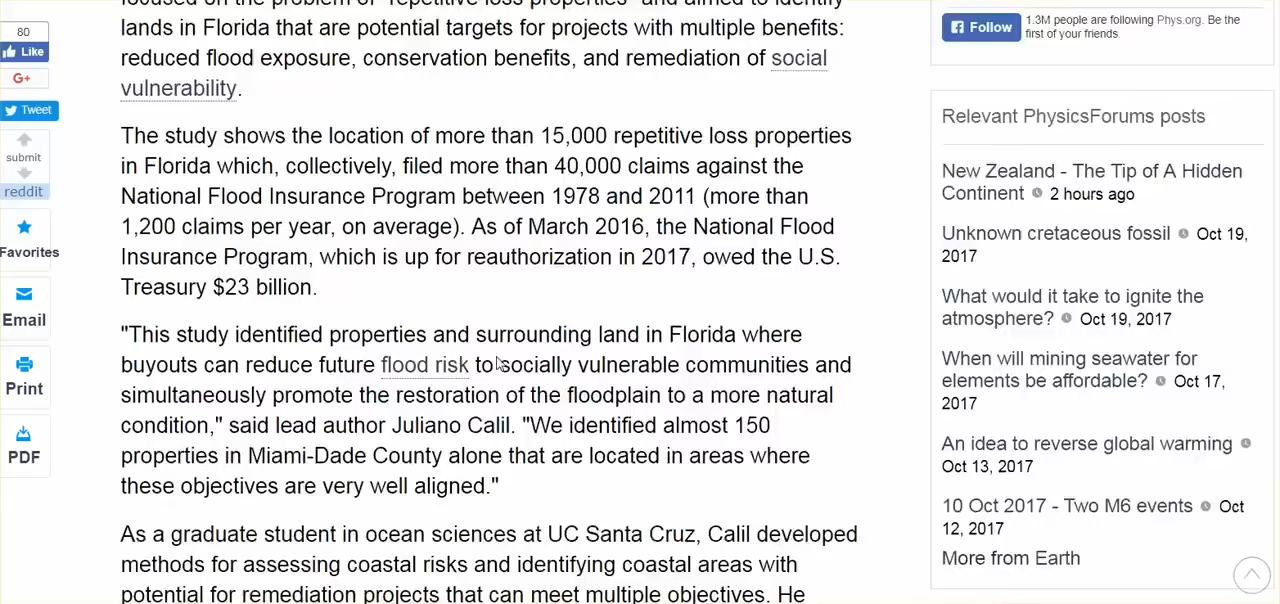 focused on the problem of "repetitive loss properties" and aimed to identify
lands in Florida that are potential targets for projects with multiple benefits:
reduced flood exposure, conservation benefits, and remediation of social
vulnerability.
The study shows the location of more than 15,000 repetitive loss properties
in Florida which, collectively, filed more than 40,000 claims against the
National Flood Insurance Program between 1978 and 2011 (more than
1,200 claims per year, on average). As of March 2016, the National Flood
Insurance Program, which is up for reauthorization in 2017, owed the U.S.
Treasury $23 billion.
"This study identified properties and surrounding land in Florida where
buyouts can reduce future flood risk to socially vulnerable communities and
simultaneously promote the restoration of the floodplain to a more natural
condition," said lead author Juliano Calil. "We identified almost 150
properties in Miami-Dade County alone that are located in areas where
these objectives are very well aligned."
As a graduate student in ocean sciences at UC Santa Cruz, Calil developed
methods for assessing coastal risks and identifying coastal areas with
potential for remediation projects that can meet multiple objectives. He
80
Like
G+
Tweet
submit
reddit
Favorites
Email
Print
PDF
Follow
1.3M people are following Phys.org. Be the
first of your friends.
Relevant PhysicsForums posts
New Zealand - The Tip of A Hidden
Continent 2 hours ago
Unknown cretaceous fossil Oct 19,
2017
What would it take to ignite the
atmosphere? Oct 19, 2017
When will mining seawater for
elements be affordable? Oct 17,
2017
An idea to reverse global warming
Oct 13, 2017
10 Oct 2017 - Two M6 events Oct
12, 2017
More from Earth